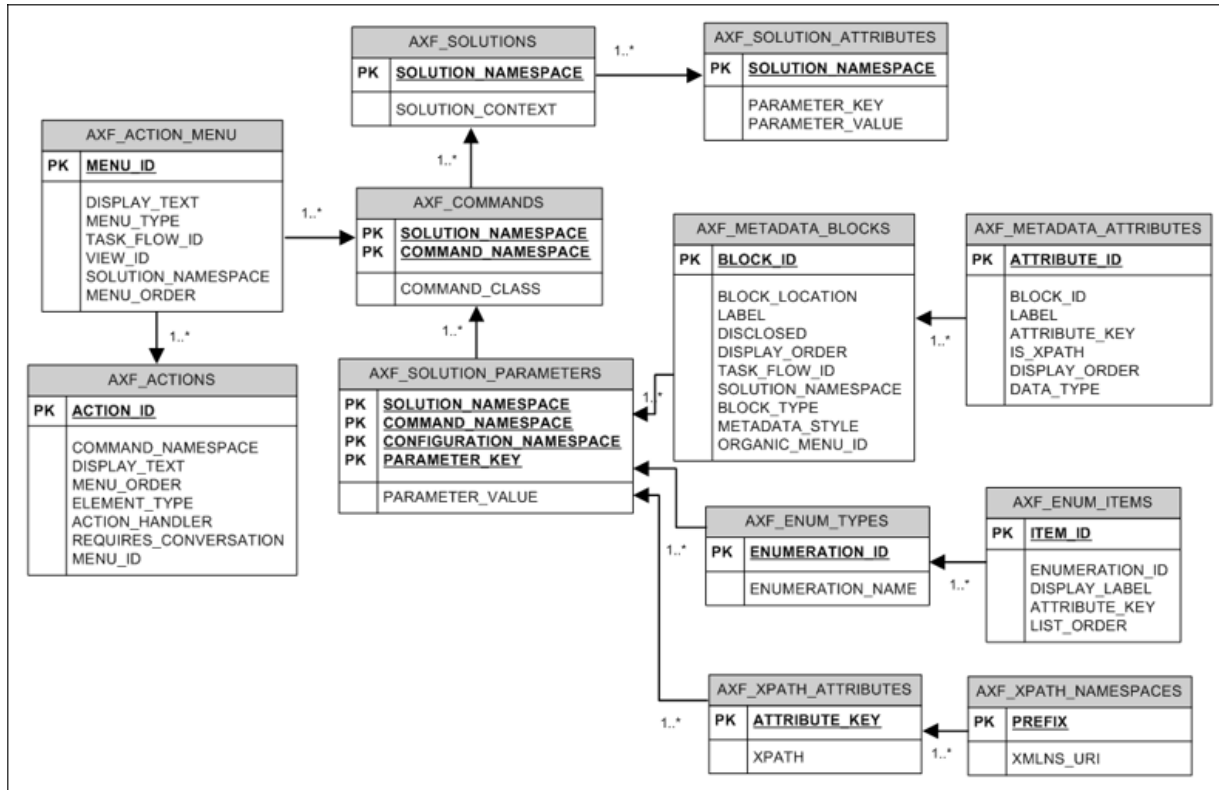 AXF_SOLUTIONS
PK SOLUTION_NAMESPACE
SOLUTION_CONTEXT
1..*
AXF_SOLUTION_ATTRIBUTES
PK SOLUTION_NAMESPACE
PARAMETER_KEY
PARAMETER_VALUE
AXF_ACTION_MENU
PK MENU_ID
DISPLAY_TEXT
MENU_TYPE
TASK_FLOW_ID
VIEW_ID
SOLUTION_NAMESPACE
MENU_ORDER
1..*
1..*
AXF_COMMANDS
PK SOLUTION_NAMESPACE
PK COMMAND_NAMESPACE
COMMAND_CLASS
AXF_METADATA_BLOCKS
PK BLOCK_ID
BLOCK_LOCATION
LABEL
DISCLOSED
DISPLAY_ORDER
TASK_FLOW_ID
SOLUTION_NAMESPACE
BLOCK_TYPE
METADATA_STYLE
ORGANIC_MENU_ID
AXF_METADATA_ATTRIBUTES
PK ATTRIBUTE_ID
BLOCK_ID
LABEL
ATTRIBUTE_KEY
IS_XPATH
DISPLAY_ORDER
DATA_TYPE
1..*
1..*
1..*
AXF_ACTIONS
PK ACTION_ID
COMMAND_NAMESPACE
DISPLAY_TEXT
MENU_ORDER
ELEMENT_TYPE
ACTION_HANDLER
REQUIRES_CONVERSATION
MENU_ID
AXF_SOLUTION_PARAMETERS
PK SOLUTION_NAMESPACE
PK COMMAND_NAMESPACE
PK CONFIGURATION_NAMESPACE
PK PARAMETER_KEY
PARAMETER_VALUE
1..*
AXF_ENUM_TYPES
PK ENUMERATION_ID
ENUMERATION_NAME
1..*
AXF_ENUM_ITEMS
PK ITEM_ID
ENUMERATION_ID
DISPLAY_LABEL
ATTRIBUTE_KEY
LIST_ORDER
1..*
AXF_XPATH_ATTRIBUTES
PK ATTRIBUTE_KEY
XPATH
1..*
AXF_XPATH_NAMESPACES
PK PREFIX
XMLNS_URI
1..*